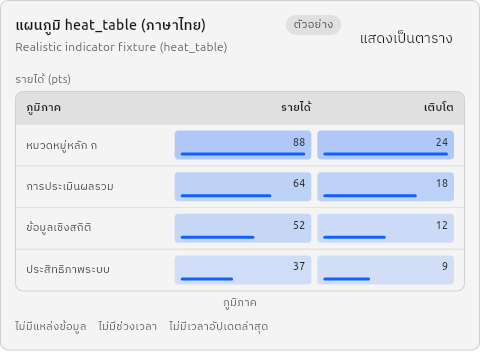 แผนภูมิ heat_table (ภาษาไทย)
ตัวอย่าง
แสดงเป็นตาราง
Realistic indicator fixture (heat_table)
รายได้ (pts)
ภูมิภาค รายได้ เติบโต
หมวดหมู่หลัก ก 88 24
การประเมินผลรวม 64 18
ข้อมูลเชิงสถิติ 52 12
ประสิทธิภาพระบบ 37 9
ภูมิภาค
ไม่มีแหล่งข้อมูล ไม่มีช่วงเวลา ไม่มีเวลาอัปเดตล่าสุด